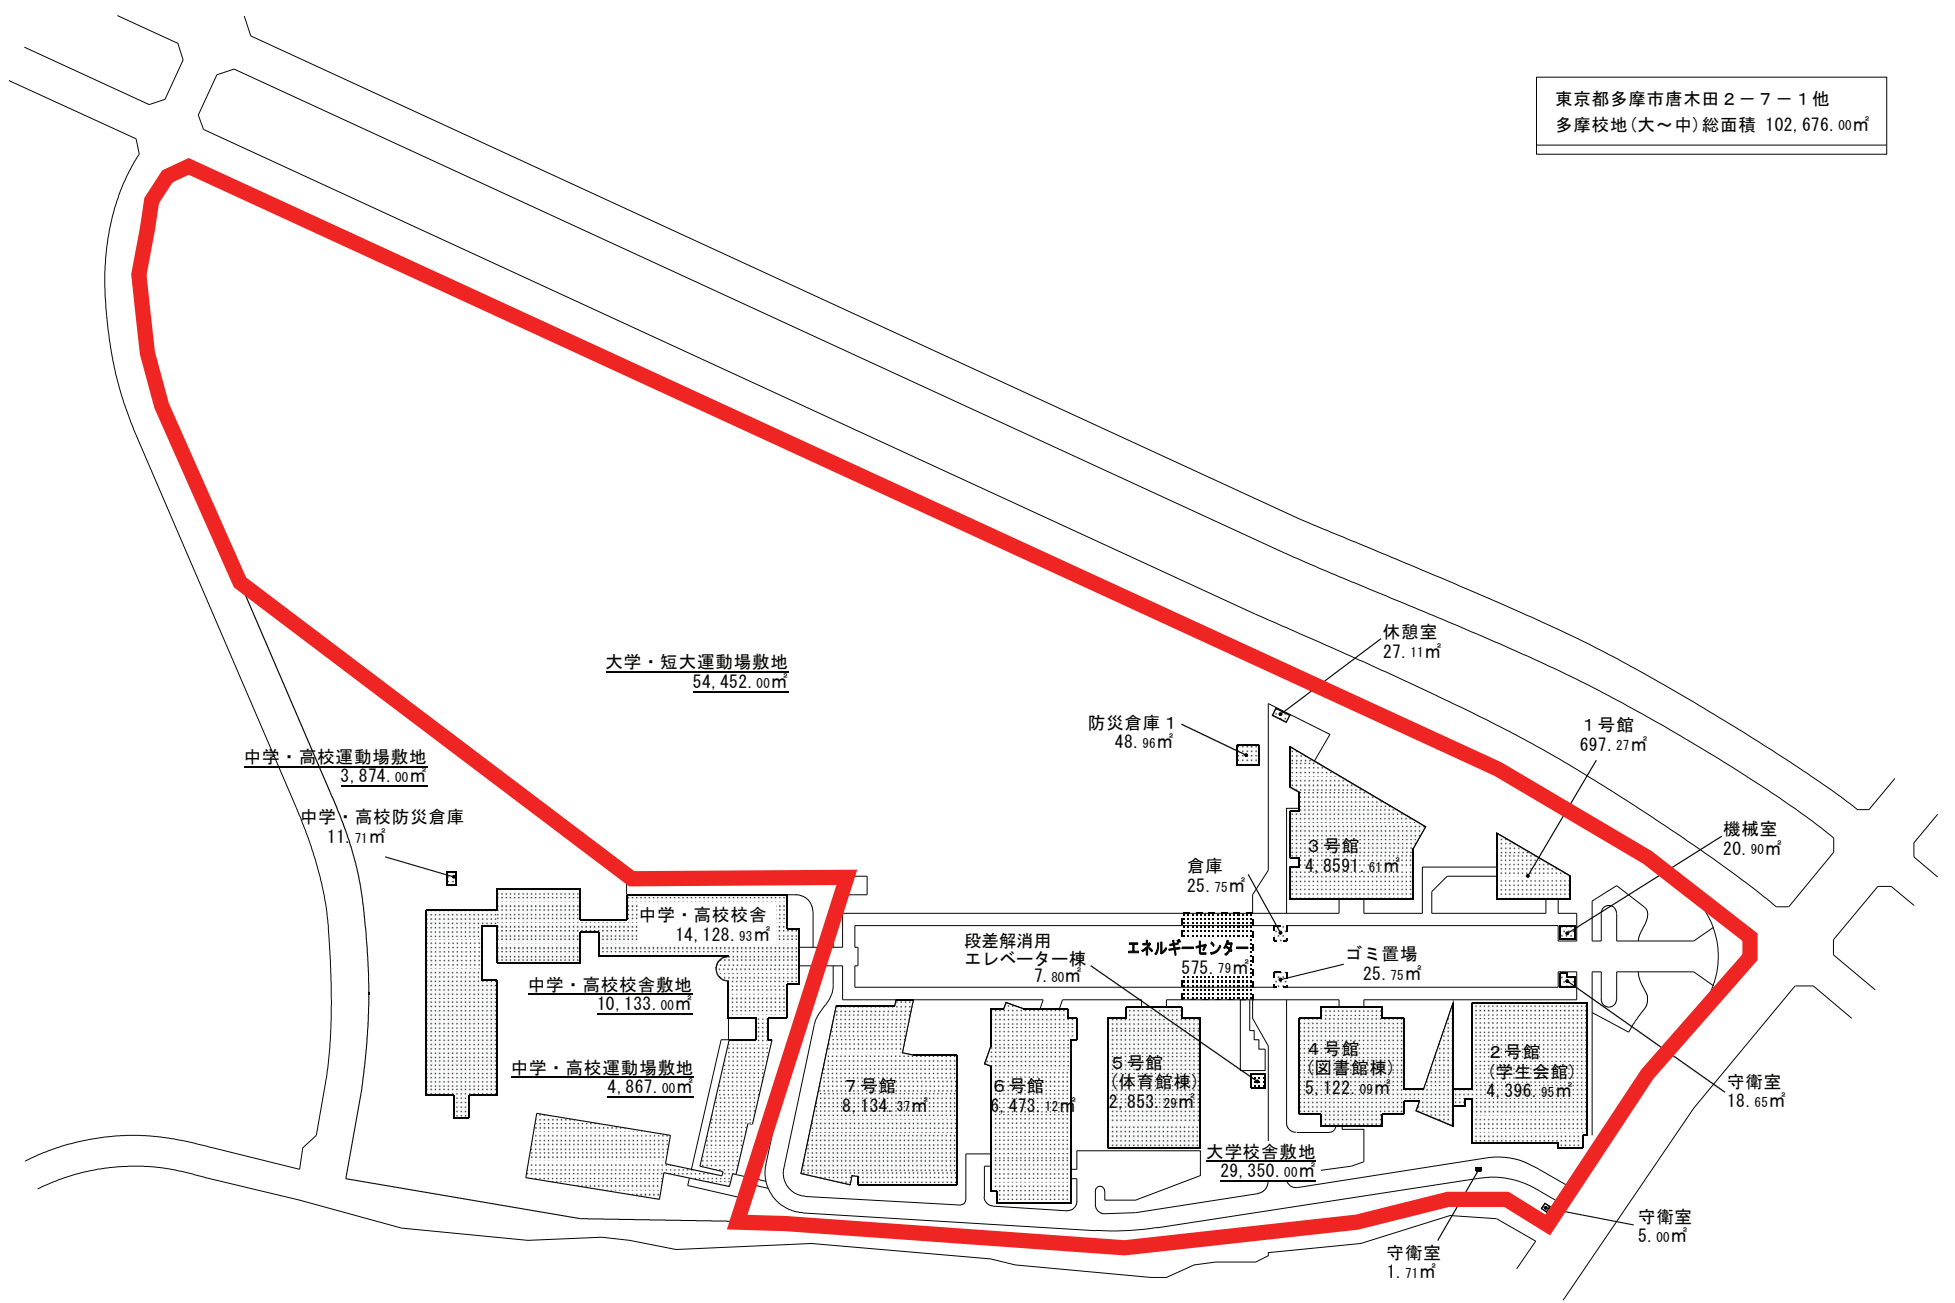 東京都多摩市唐木田２－７－１他
多摩校地(大～中)総面積 102,676.00㎡
休憩室
27.11㎡
大学・短大運動場敷地
54,452.00㎡
防災倉庫１
48.96㎡
１号館
697.27㎡
中学・高校運動場敷地
3,874.00㎡
中学・高校防災倉庫
11.71㎡
機械室
20.90㎡
３号館
4,8591.61㎡
倉庫
25.75㎡
中学・高校校舎
14,128.93㎡
段差解消用
エレベーター棟
7.80㎡
エネルギーセンター
575.79㎡
ゴミ置場
25.75㎡
中学・高校校舎敷地
10,133.00㎡
中学・高校運動場敷地
4,867.00㎡
７号館
8,134.37㎡
６号館
6,473.12㎡
５号館
(体育館棟)
2,853.29㎡
４号館
(図書館棟)
5,122.09㎡
２号館
(学生会館)
4,396.95㎡
守衛室
18.65㎡
大学校舎敷地
29,350.00㎡
守衛室
5.00㎡
守衛室
1.71㎡